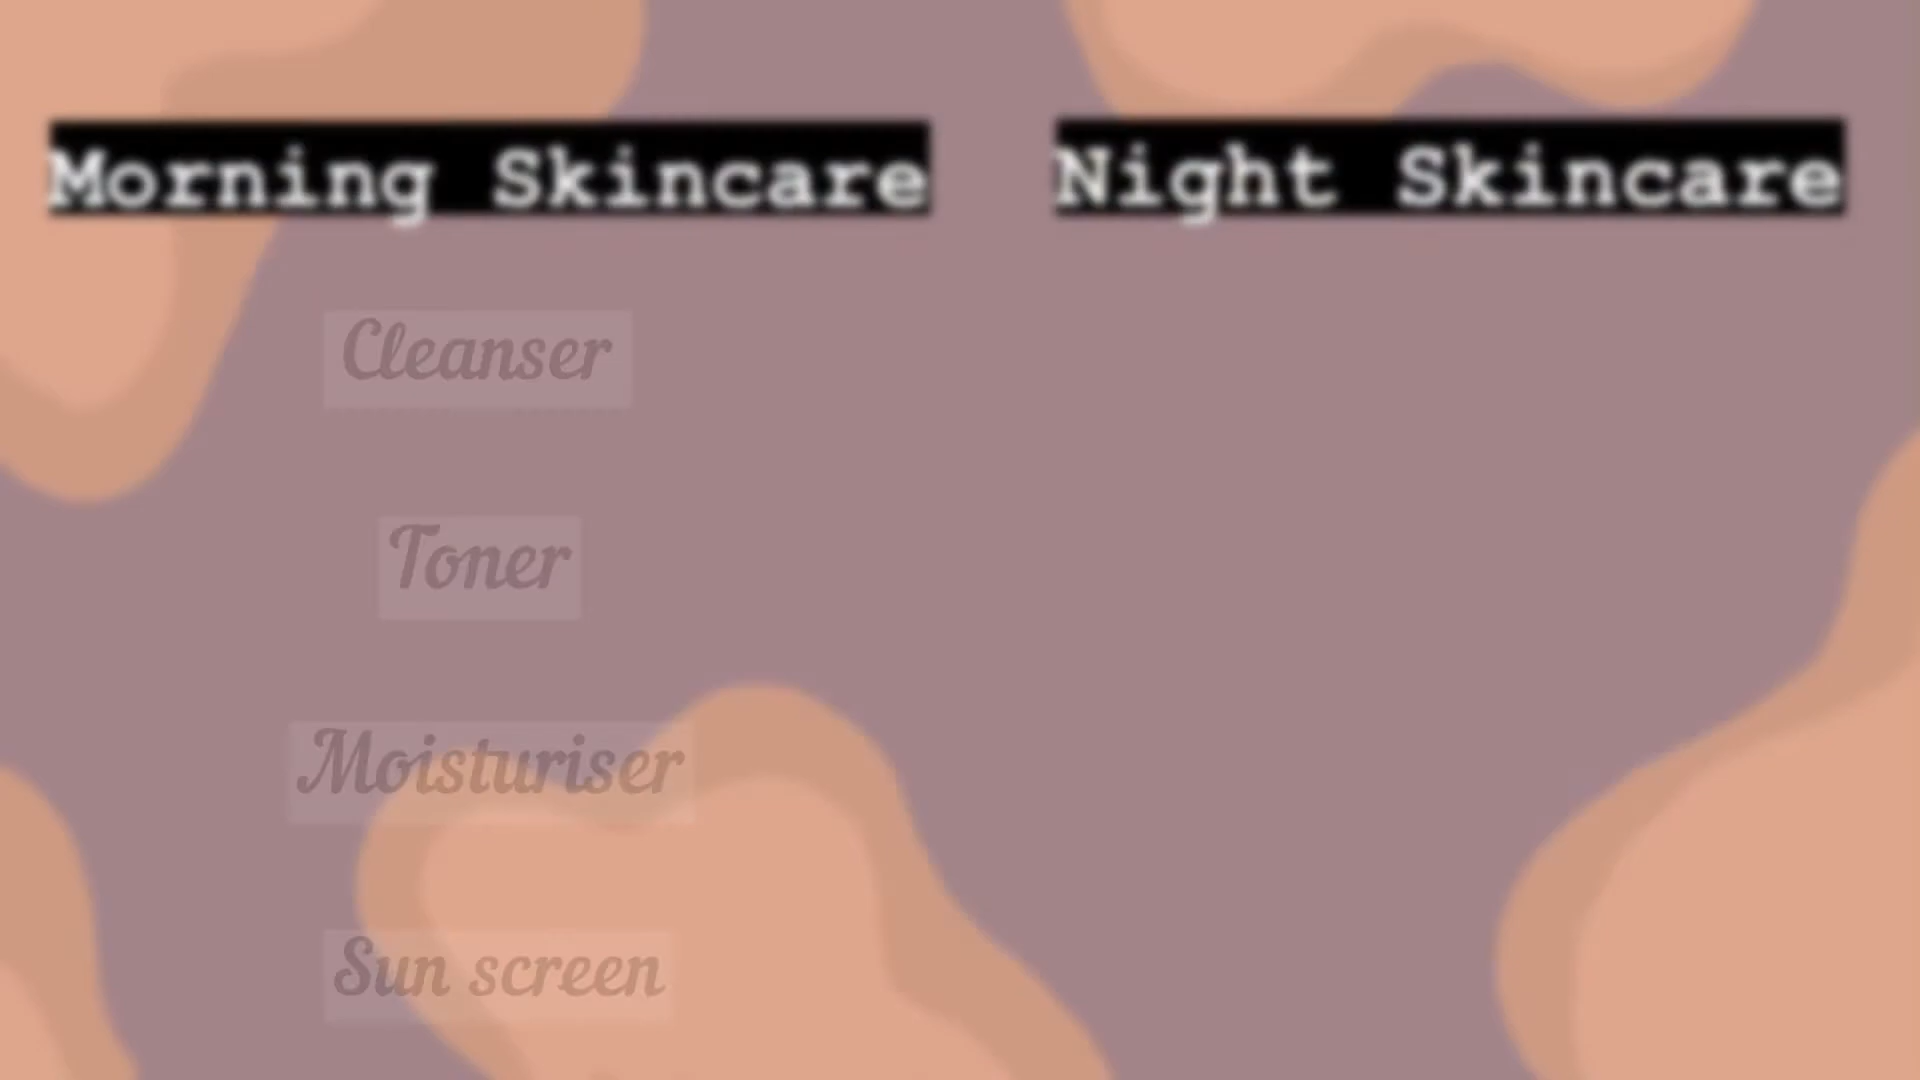 Morning Skincare
Night Skincare
Cleanser
Toner
Moisturiser
Sun screen